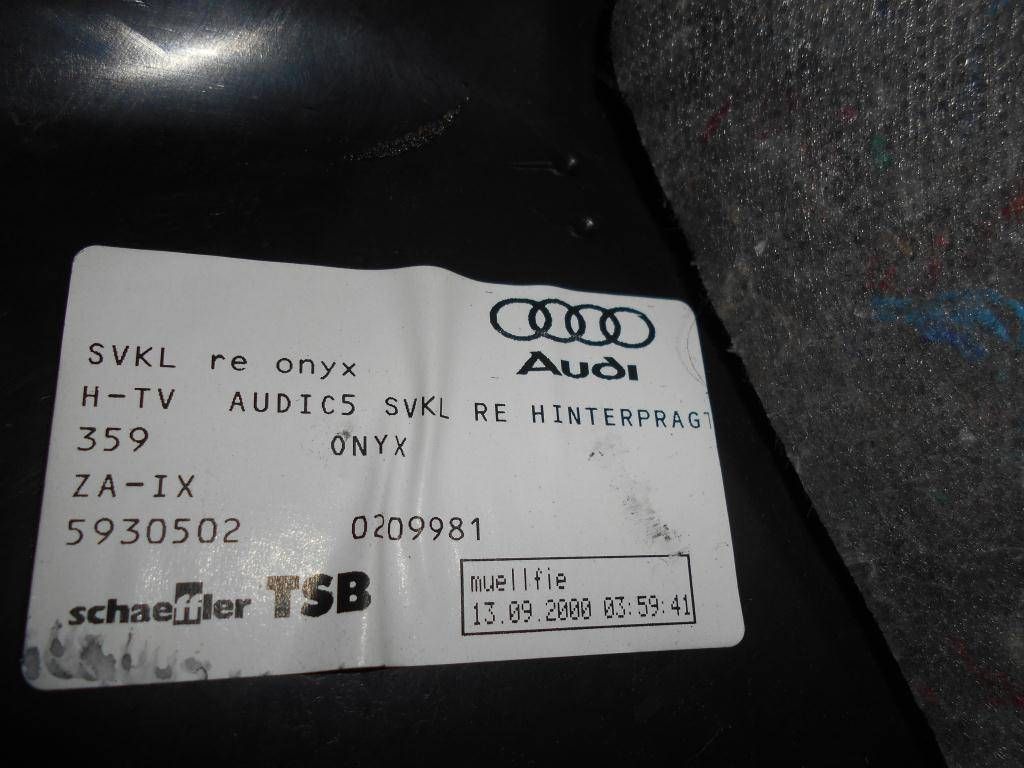 Audi
SVKL re onyx
H-TV AUDIC5 SVKL RE HINTERPRAGT
359 ONYX
ZA-IX
5930502 0209981
schaeffler TSB
muellfie
13.09.2000 03:59:41